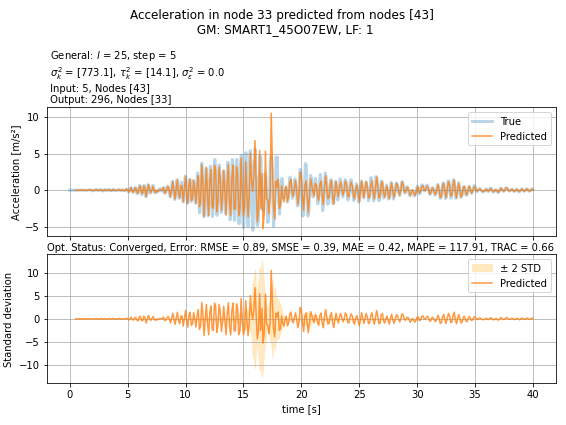 Acceleration in node 33 predicted from nodes [43]
GM: SMART1_45O07EW, LF: 1
General: l = 25, step = 5
σ²ₖ = [773.1], τ²ₖ = [14.1], σ²ε = 0.0
Input: 5, Nodes [43]
Output: 296, Nodes [33]
Acceleration [m/s²]
10
5
0
−5
True
Predicted
Opt. Status: Converged, Error: RMSE = 0.89, SMSE = 0.39, MAE = 0.42, MAPE = 117.91, TRAC = 0.66
Standard deviation
10
5
0
−5
−10
± 2 STD
Predicted
0 5 10 15 20 25 30 35 40
time [s]